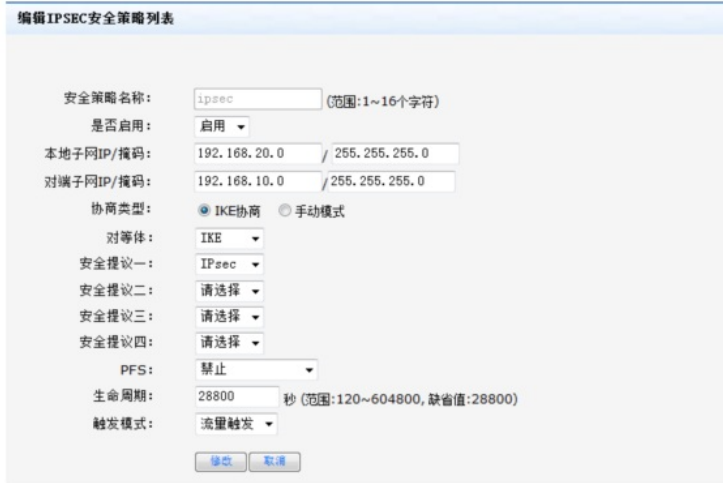 编辑IPSEC安全策略列表
安全策略名称： ipsec (范围:1~16个字符)
是否启用： 启用
本地子网IP/掩码： 192.168.20.0 / 255.255.255.0
对端子网IP/掩码： 192.168.10.0 / 255.255.255.0
协商类型： IKE协商 手动模式
对等体： IKE
安全提议一： IPsec
安全提议二： 请选择
安全提议三： 请选择
安全提议四： 请选择
PFS： 禁止
生命周期： 28800 秒 (范围:120~604800, 缺省值:28800)
触发模式： 流量触发
修改 取消